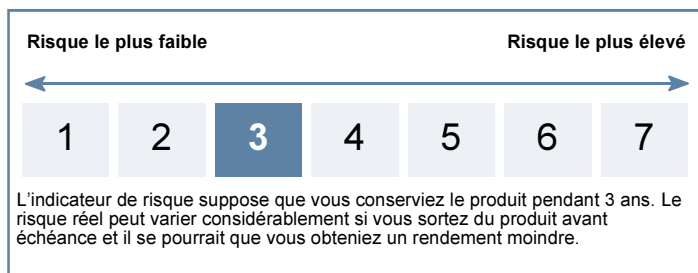 Risque le plus faible Risque le plus élevé
1 2 3 4 5 6 7
L'indicateur de risque suppose que vous conserviez le produit pendant 3 ans. Le
risque réel peut varier considérablement si vous sortez du produit avant
échéance et il se pourrait que vous obteniez un rendement moindre.